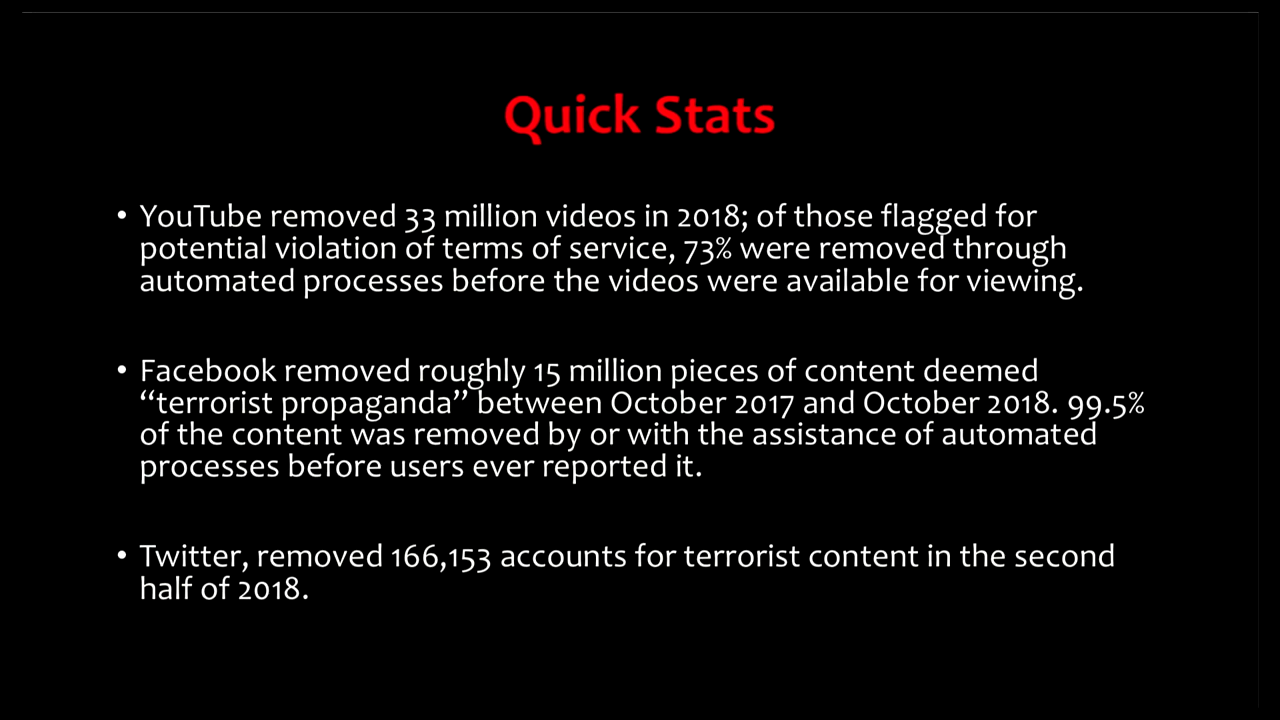 Quick Stats
• YouTube removed 33 million videos in 2018; of those flagged for
potential violation of terms of service, 73% were removed through
automated processes before the videos were available for viewing.
• Facebook removed roughly 15 million pieces of content deemed
“terrorist propaganda” between October 2017 and October 2018. 99.5%
of the content was removed by or with the assistance of automated
processes before users ever reported it.
• Twitter, removed 166,153 accounts for terrorist content in the second
half of 2018.